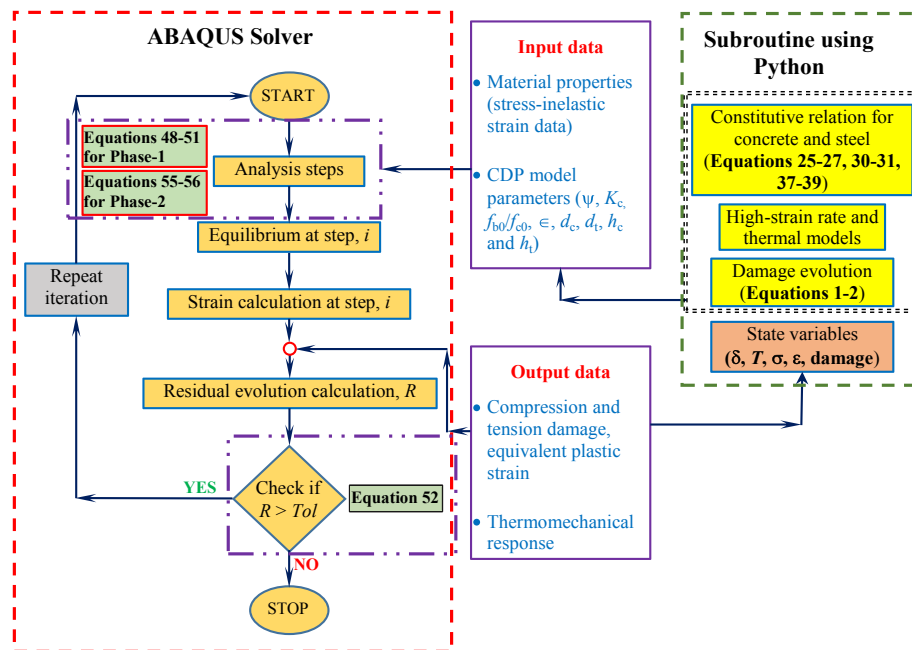 ABAQUS Solver
START
Equations 48-51
for Phase-1
Equations 55-56
for Phase-2
Analysis steps
Equilibrium at step, i
Repeat
iteration
Strain calculation at step, i
Residual evolution calculation, R
YES
Check if
R > Tol
Equation 52
NO
STOP
Input data
• Material properties
(stress-inelastic
strain data)
• CDP model
parameters (ψ, Kc,
fb0/fc0, ∈, dc, dt, hc
and ht)
Output data
• Compression and
tension damage,
equivalent plastic
strain
• Thermomechanical
response
Subroutine using
Python
Constitutive relation for
concrete and steel
(Equations 25-27, 30-31,
37-39)
High-strain rate and
thermal models
Damage evolution
(Equations 1-2)
State variables
(δ, T, σ, ε, damage)